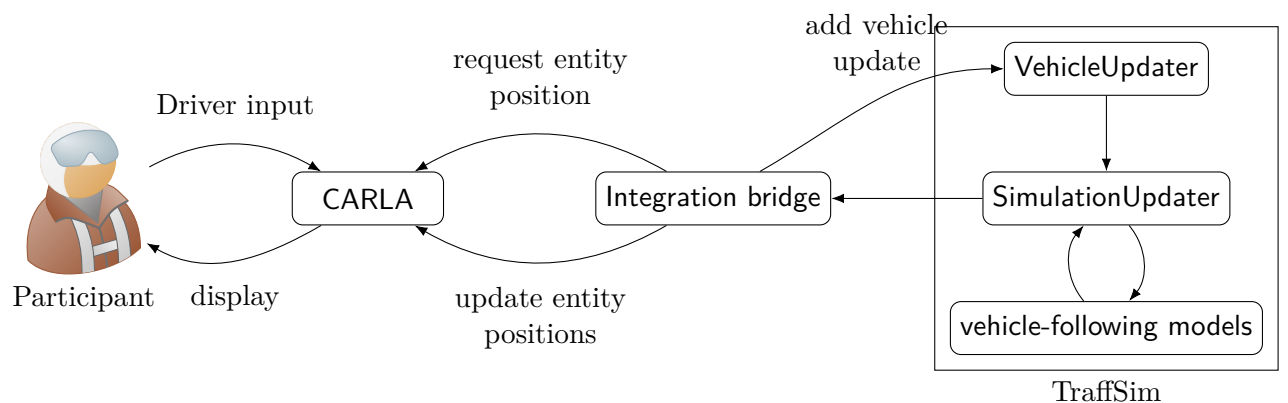 add vehicle
update
VehicleUpdater
request entity
position
Driver input
CARLA
Integration bridge
SimulationUpdater
Participant
display
update entity
positions
vehicle-following models
TraffSim